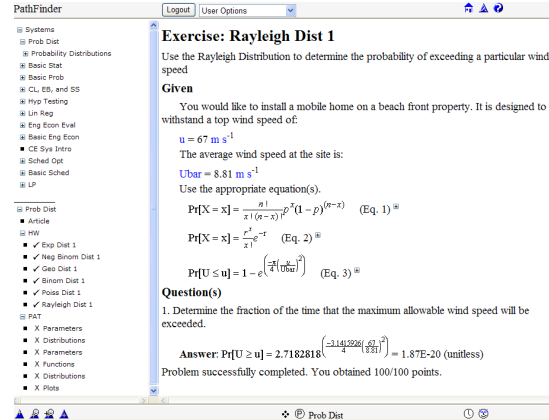 PathFinder
Logout User Options
Systems
Prob Dist
Probability Distributions
Basic Stat
Basic Prob
CL, EB, and SS
Hyp Testing
Lin Reg
Eng Econ Eval
Basic Eng Econ
CE Sys Intro
Sched Opt
Basic Sched
LP
Prob Dist
Article
HW
✓ Exp Dist 1
✓ Neg Binom Dist 1
✓ Geo Dist 1
✓ Binom Dist 1
✓ Poiss Dist 1
✓ Rayleigh Dist 1
PAT
X Parameters
X Distributions
X Parameters
X Functions
X Distributions
X Plots
Exercise: Rayleigh Dist 1
Use the Rayleigh Distribution to determine the probability of exceeding a particular wind
speed
Given
You would like to install a mobile home on a beach front property. It is designed to
withstand a top wind speed of:
u = 67 m s^-1
The average wind speed at the site is:
Ubar = 8.81 m s^-1
Use the appropriate equation(s).
Pr[X = x] = n! / (x! (n − x)!) p^x (1 − p)^(n−x) (Eq. 1)
Pr[X = x] = r^x / x! e^−r (Eq. 2)
Pr[U ≤ u] = 1 − e^(−π/4 (u/Ubar)^2) (Eq. 3)
Question(s)
1. Determine the fraction of the time that the maximum allowable wind speed will be
exceeded.
Answer: Pr[U ≥ u] = 2.7182818^(−3.1415926/4 (67/8.81)^2) = 1.87E-20 (unitless)
Problem successfully completed. You obtained 100/100 points.
P Prob Dist